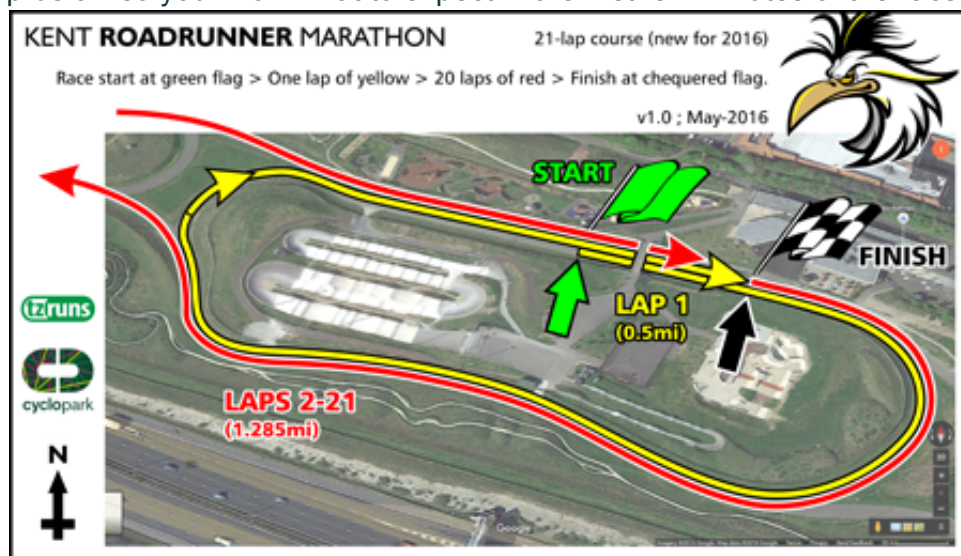 KENT ROADRUNNER MARATHON
21-lap course (new for 2016)
Race start at green flag > One lap of yellow > 20 laps of red > Finish at chequered flag.
v1.0 ; May-2016
START
FINISH
LAP 1
(0.5mi)
tzruns
cyclopark
LAPS 2-21
(1.285mi)
N
Google